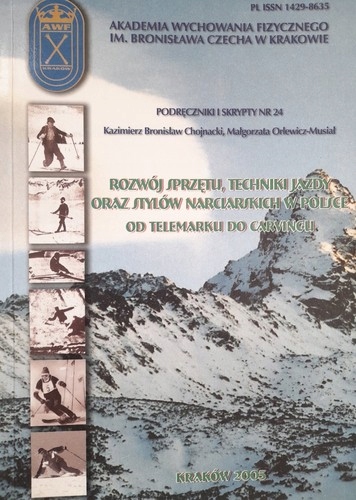 PL ISSN 1429-8635
AWF
AKADEMIA WYCHOWANIA FIZYCZNEGO
IM. BRONISŁAWA CZECHA W KRAKOWIE
PODRĘCZNIKI I SKRYPTY NR 24
Kazimierz Bronisław Chojnacki, Małgorzata Orlewicz-Musiał
ROZWÓJ SPRZĘTU, TECHNIKI JAZDY
ORAZ STYLÓW NARCIARSKICH W POLSCE
OD TELEMARKU DO CARVINGU
KRAKÓW 2005